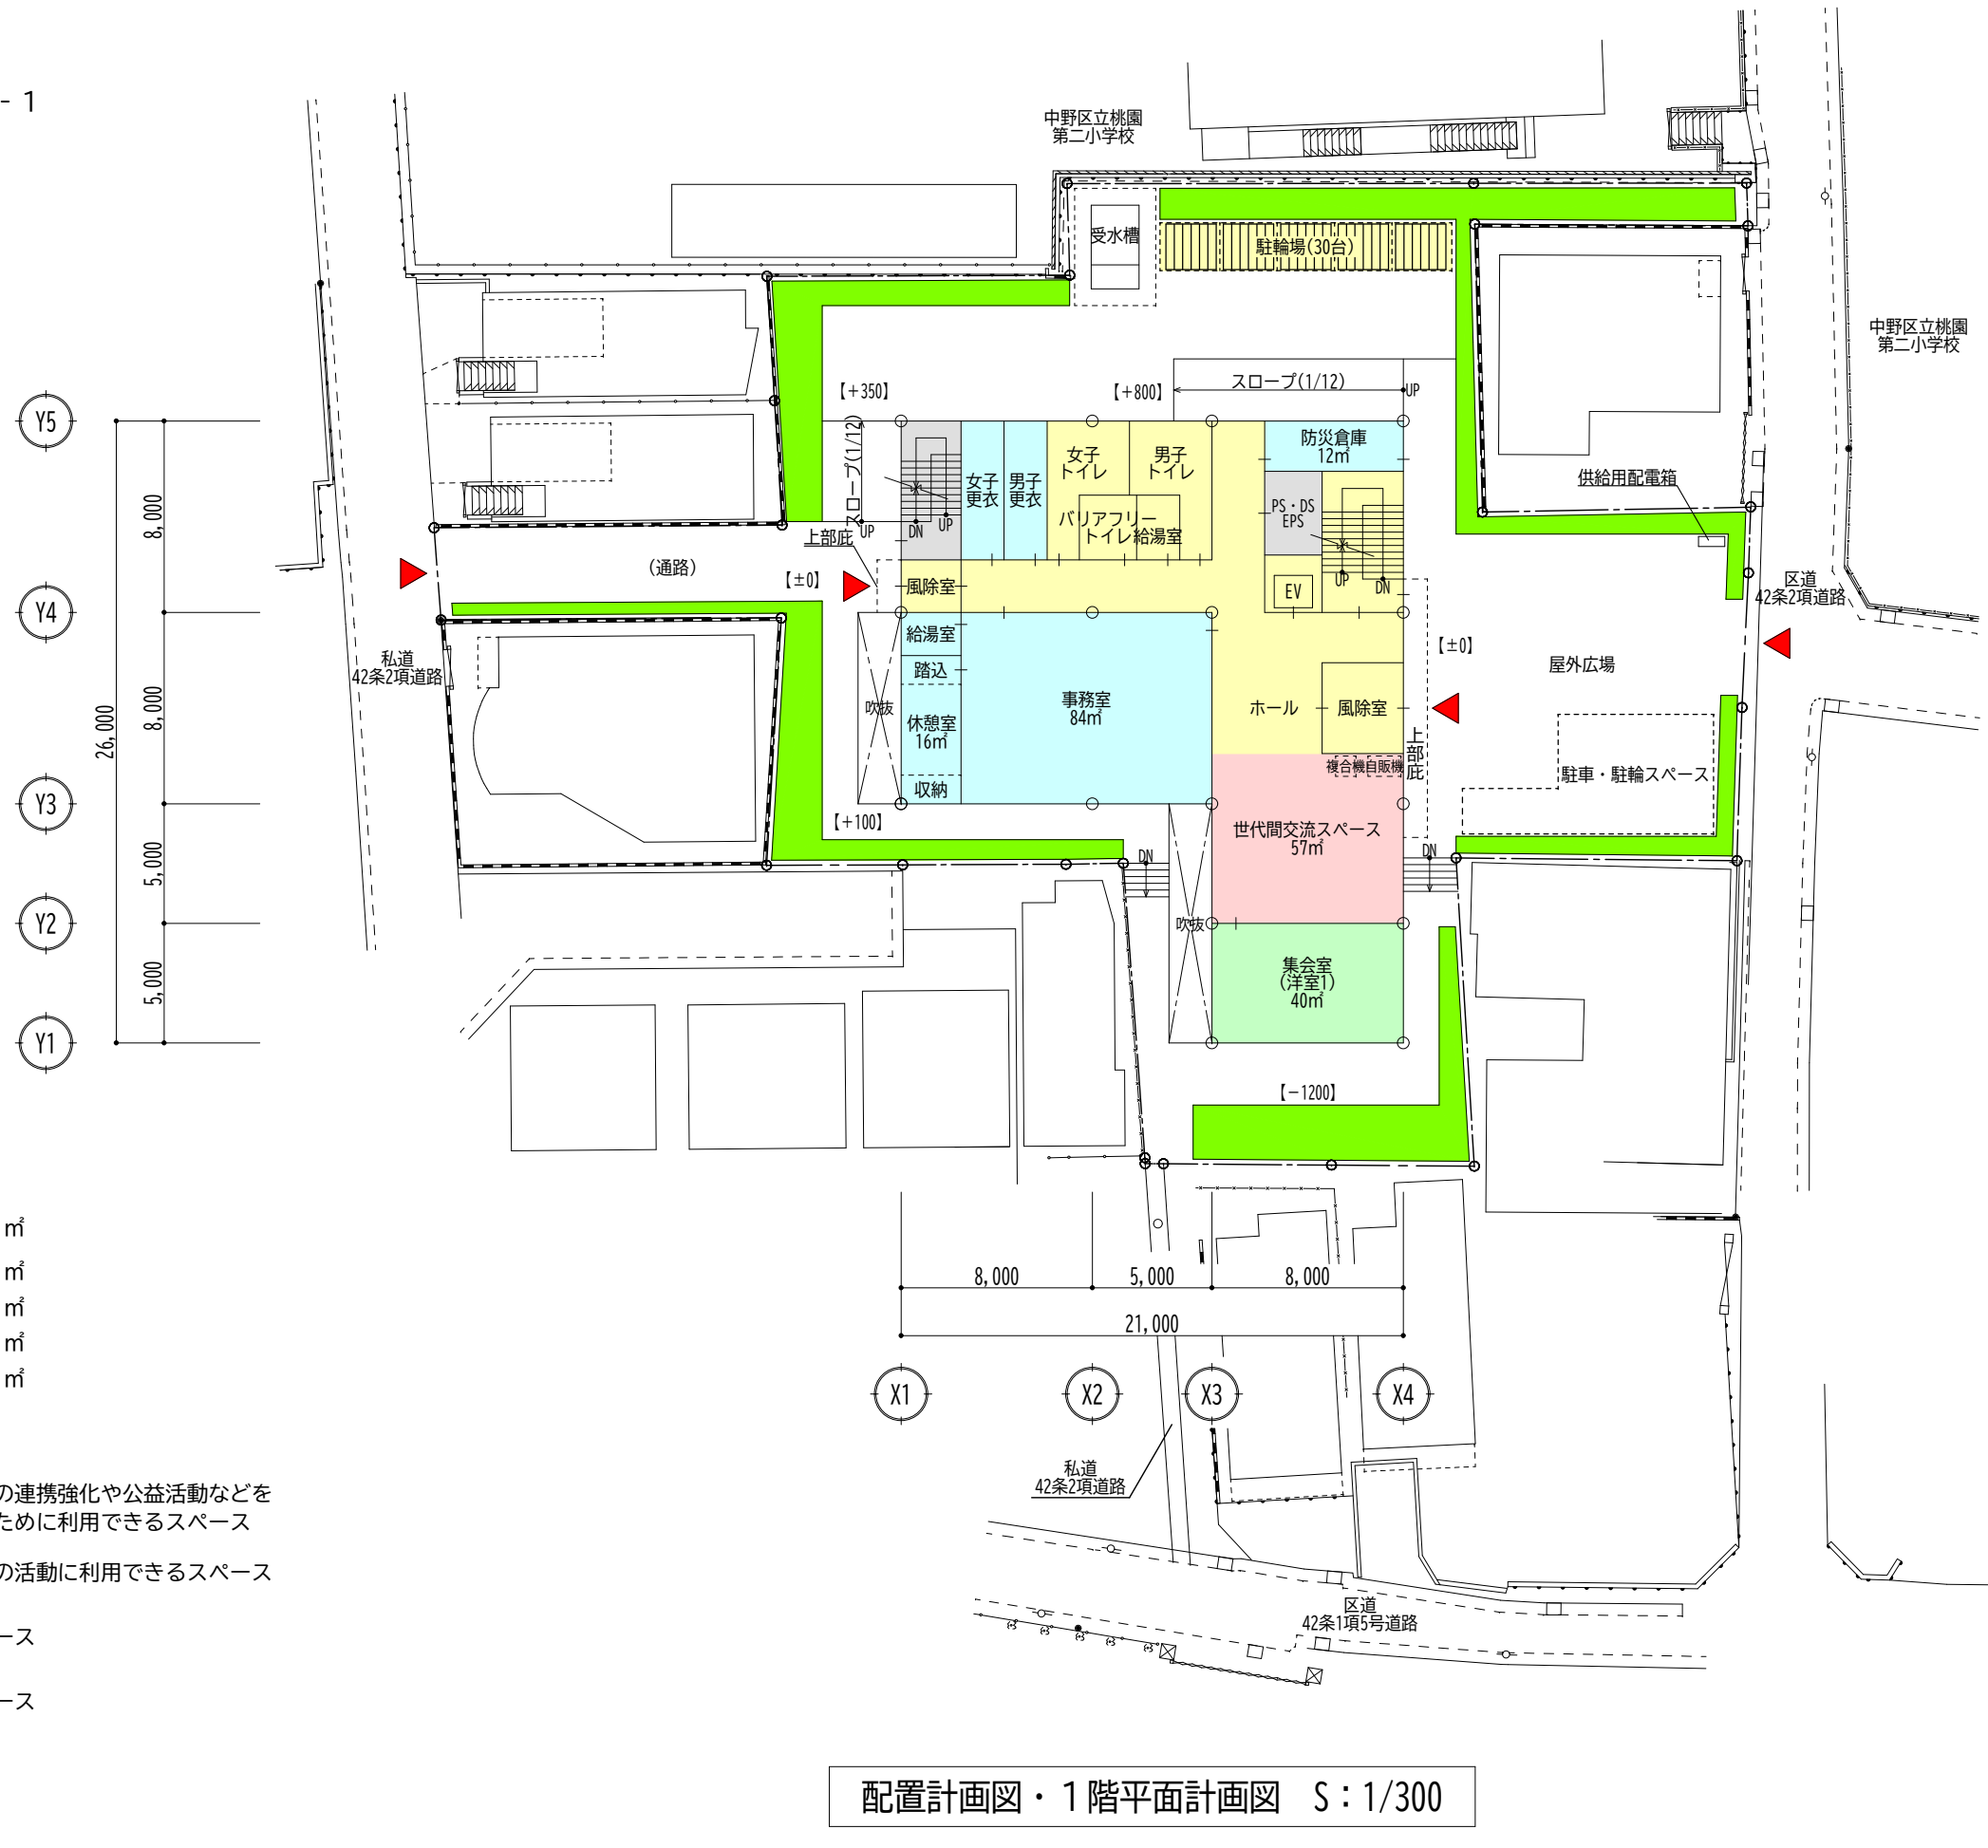 - 1
中野区立桃園
第二小学校
受水槽
駐輪場(30台)
中野区立桃園
第二小学校
【+350】
【+800】
スロープ(1/12)
UP
Y5
スロープ(1/12)
女子
更衣
男子
更衣
女子
トイレ
男子
トイレ
防災倉庫
12㎡
供給用配電箱
PS・DS
EPS
バリアフリー
トイレ
給湯室
8,000
上部庇
UP
DN
UP
(通路)
【±0】
風除室
EV
UP
DN
区道
42条2項道路
Y4
給湯室
【±0】
屋外広場
私道
42条2項道路
踏込
吹抜
事務室
84㎡
ホール
風除室
26,000
8,000
休憩室
16㎡
上部庇
複合機
自販機
駐車・駐輪スペース
収納
Y3
【+100】
世代間交流スペース
57㎡
DN
DN
5,000
Y2
吹抜
集会室
(洋室1)
40㎡
5,000
Y1
【-1200】
㎡
㎡
㎡
㎡
㎡
8,000
5,000
8,000
21,000
X1
X2
X3
X4
私道
42条2項道路
の連携強化や公益活動などを
ために利用できるスペース
の活動に利用できるスペース
ース
ース
区道
42条1項5号道路
配置計画図・１階平面計画図　S：1/300